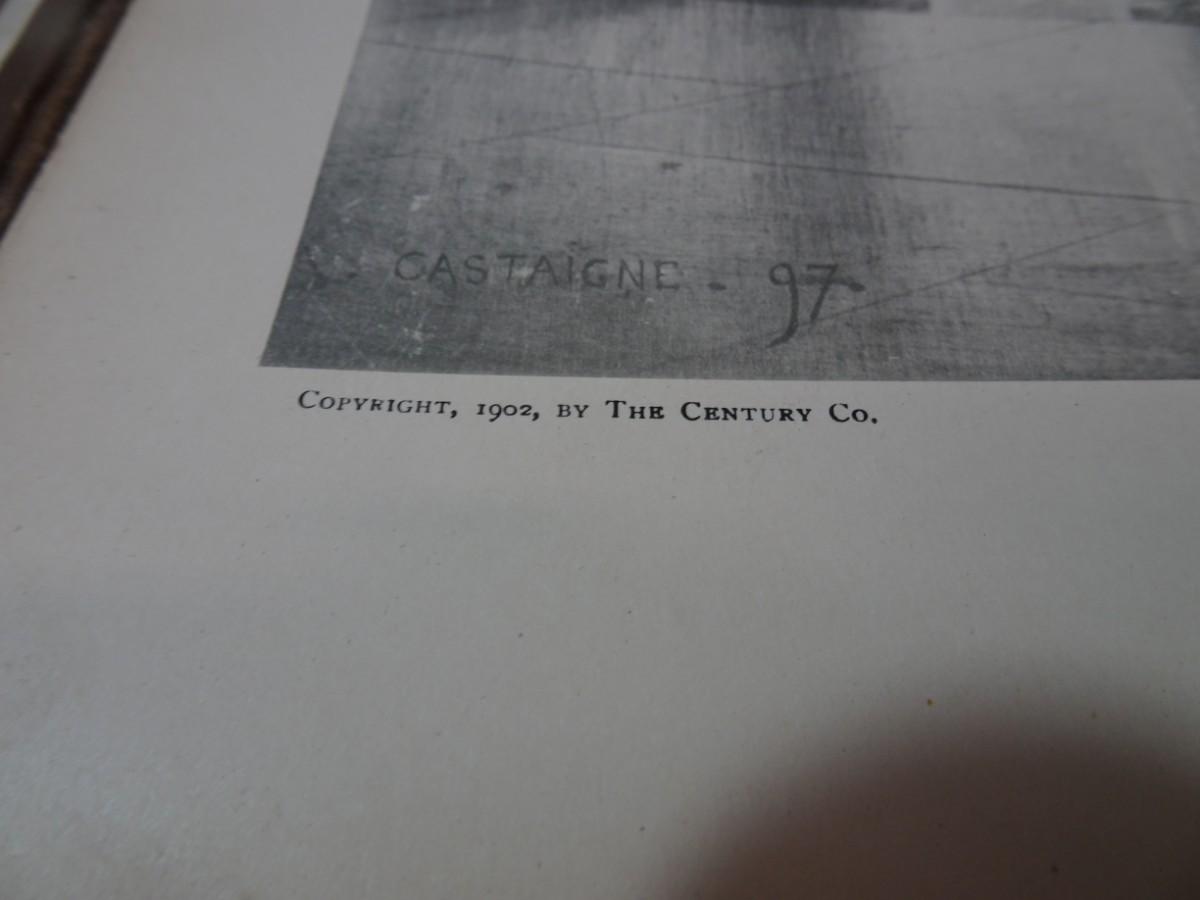 CASTAIGNE - 97-
COPYRIGHT, 1902, BY THE CENTURY CO.